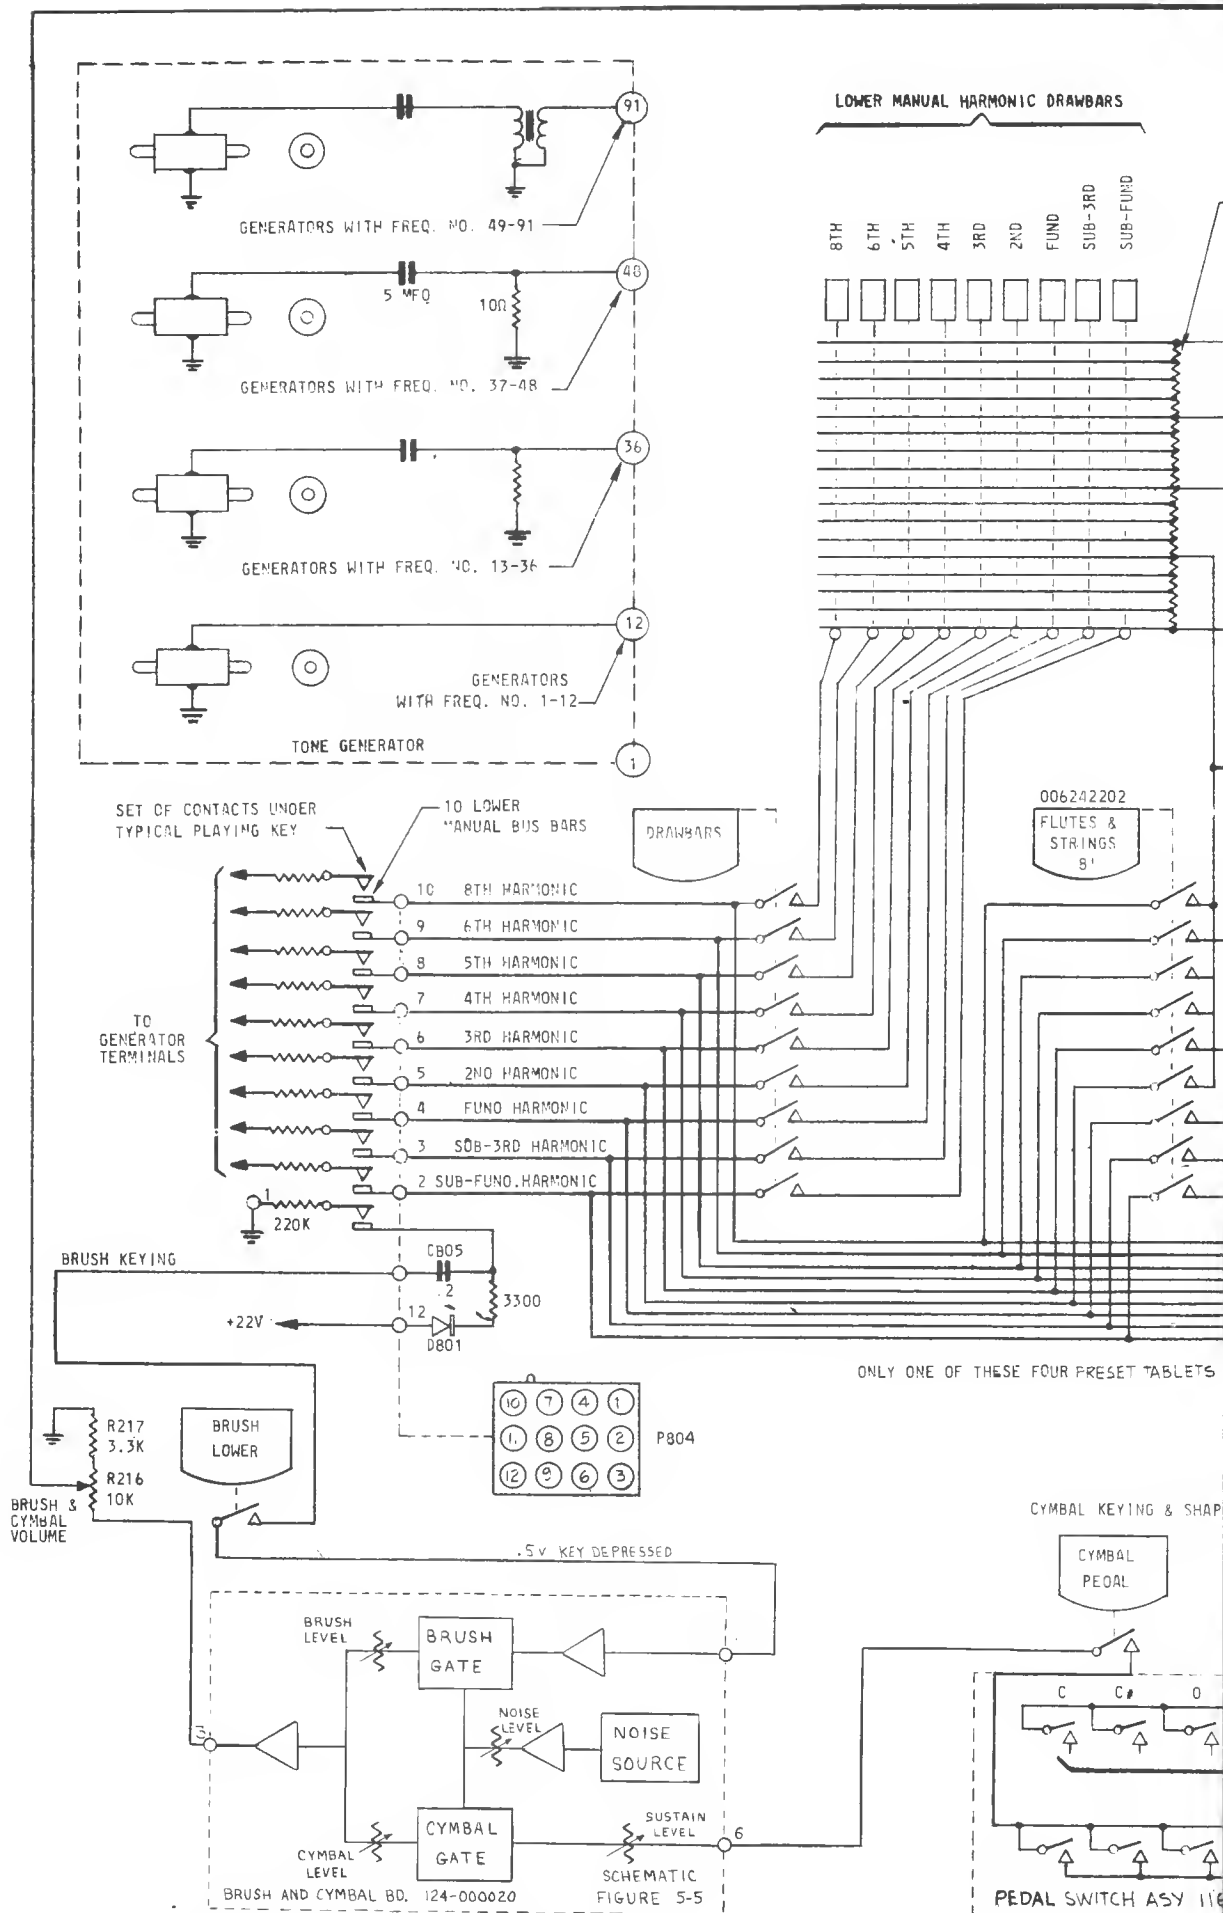 91
GENERATORS WITH FREQ. NO. 49-91
48
5 MFO
10Ω
GENERATORS WITH FREQ. NO. 37-48
36
GENERATORS WITH FREQ. NO. 13-36
12
GENERATORS
WITH FREQ. NO. 1-12
TONE GENERATOR
1
LOWER MANUAL HARMONIC DRAWBARS
8TH
6TH
5TH
4TH
3RD
2ND
FUND
SUB-3RD
SUB-FUND
SET OF CONTACTS UNDER
TYPICAL PLAYING KEY
10 LOWER
MANUAL BUS BARS
DRAWBARS
006242202
FLUTES &
STRINGS
8'
10 8TH HARMONIC
9 6TH HARMONIC
8 5TH HARMONIC
7 4TH HARMONIC
6 3RD HARMONIC
5 2ND HARMONIC
4 FUND HARMONIC
3 SUB-3RD HARMONIC
2 SUB-FUND.HARMONIC
TO
GENERATOR
TERMINALS
1
220K
BRUSH KEYING
C805
.2
3300
+22V
12
D801
ONLY ONE OF THESE FOUR PRESET TABLETS
10 7 4 1
11 8 5 2
12 9 6 3
P804
R217
3.3K
R216
10K
BRUSH &
CYMBAL
VOLUME
BRUSH
LOWER
.5V KEY DEPRESSED
CYMBAL KEYING & SHAP
CYMBAL
PEDAL
BRUSH
LEVEL
BRUSH
GATE
3
NOISE
LEVEL
NOISE
SOURCE
CYMBAL
LEVEL
CYMBAL
GATE
SUSTAIN
LEVEL
6
SCHEMATIC
FIGURE 5-5
BRUSH AND CYMBAL BD. 124-000020
C C# D
PEDAL SWITCH ASY 116